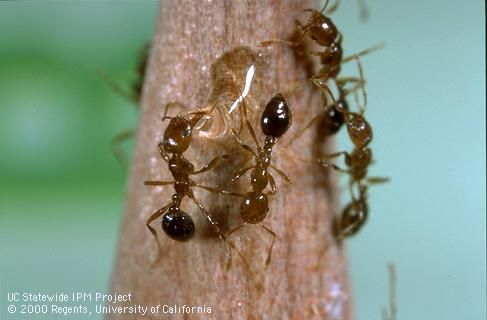 UC Statewide IPM Project
© 2000 Regents, University of California